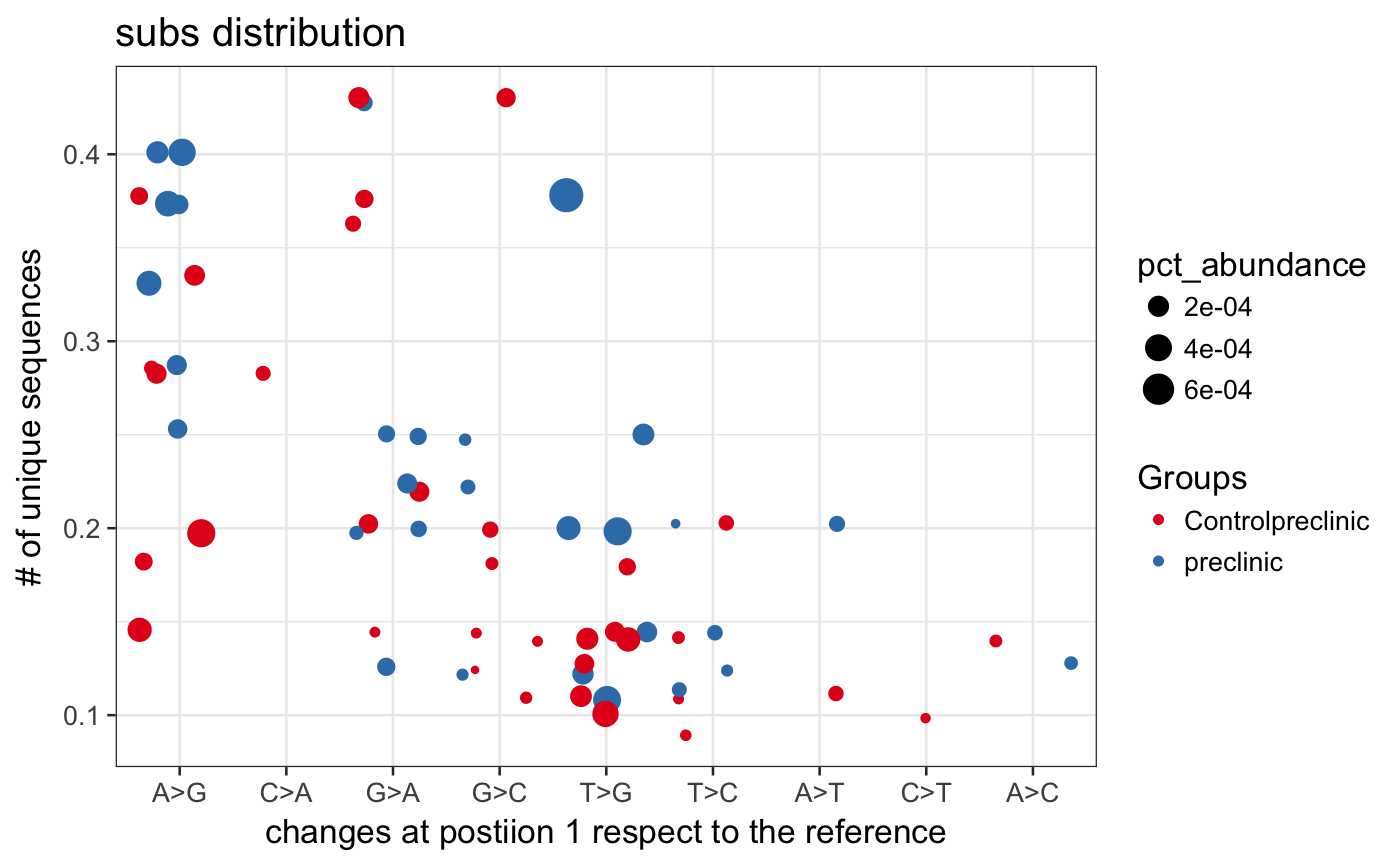 subs distribution
# of unique sequences
0.4
0.3
0.2
0.1
A>G C>A G>A G>C T>G T>C A>T C>T A>C
changes at postiion 1 respect to the reference
pct_abundance
2e-04
4e-04
6e-04
Groups
Controlpreclinic
preclinic